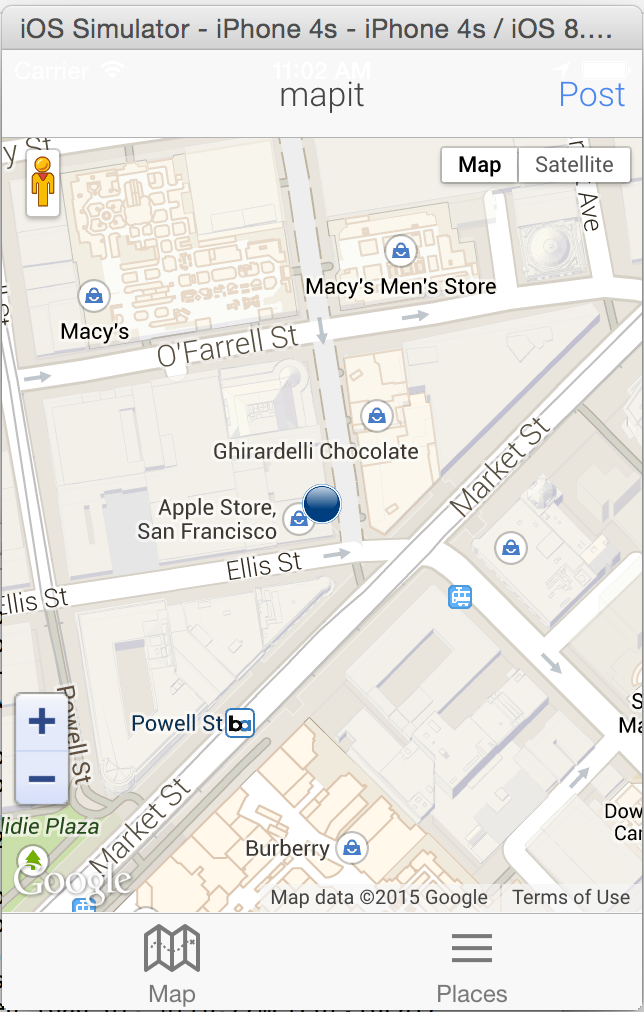 iOS Simulator - iPhone 4s - iPhone 4s / iOS 8....
Carrier 11:02 AM
mapit
Post
Map
Satellite
Macy's Men's Store
Macy's
O'Farrell St
Ghirardelli Chocolate
Market St
Apple Store,
San Francisco
Ellis St
Ellis St
Powell St
Powell St
ba
Market St
Burberry
Google
Map data ©2015 Google
Terms of Use
Map
Places